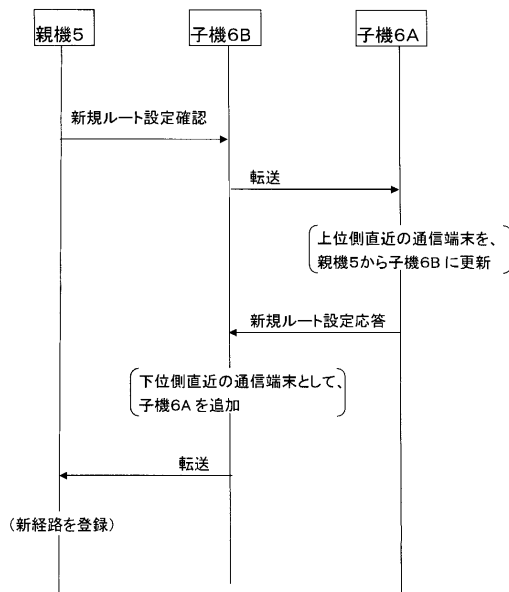 親機5
子機6B
子機6A
新規ルート設定確認
転送
上位側直近の通信端末を、
親機5から子機6Bに更新
新規ルート設定応答
下位側直近の通信端末として、
子機6Aを追加
転送
(新経路を登録)